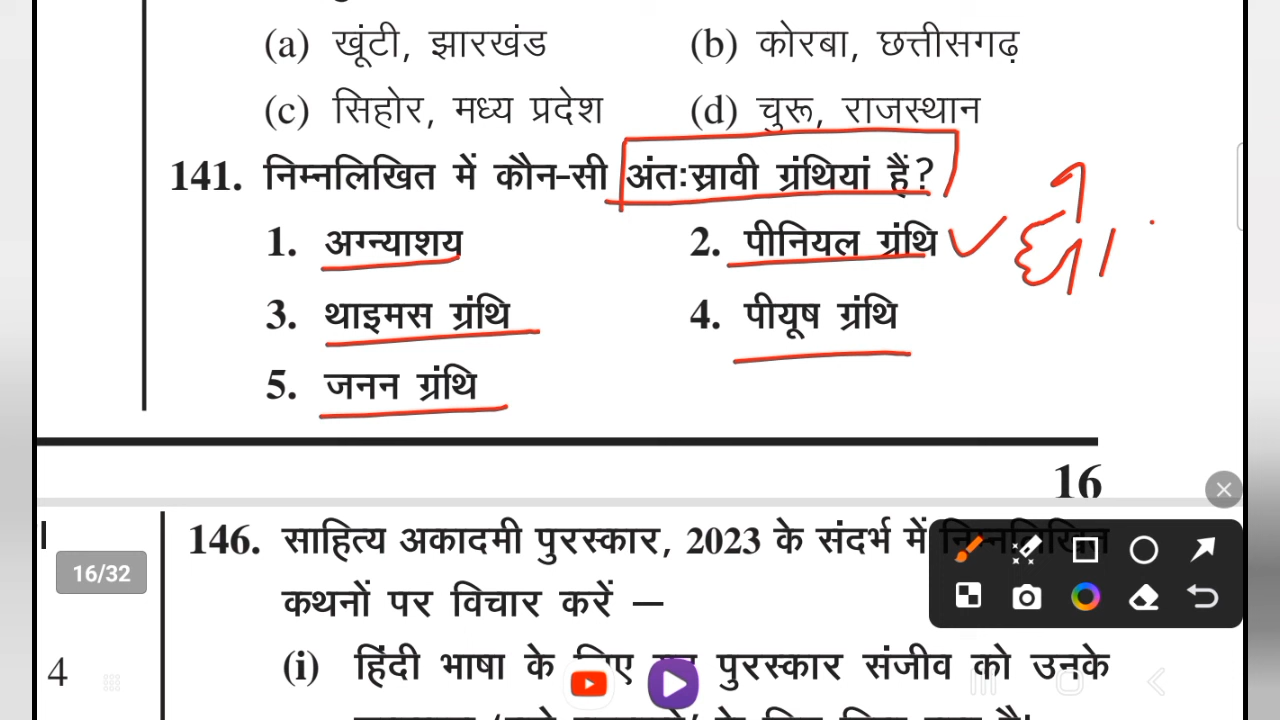 (a) खूंटी, झारखंड (b) कोरबा, छत्तीसगढ़
(c) सिहोर, मध्य प्रदेश (d) चुरू, राजस्थान
141. निम्नलिखित में कौन-सी अंतःस्रावी ग्रंथियां हैं?
1. अग्न्याशय 2. पीनियल ग्रंथि
3. थाइमस ग्रंथि 4. पीयूष ग्रंथि
5. जनन ग्रंथि
16
146. साहित्य अकादमी पुरस्कार, 2023 के संदर्भ में निम्नलिखित
16/32
कथनों पर विचार करें —
4
(i) हिंदी भाषा के लिए पुरस्कार संजीव को उनके